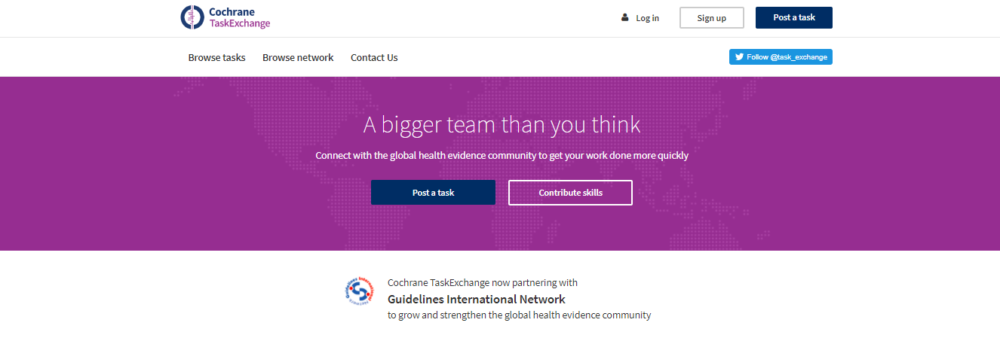 Cochrane
TaskExchange
Log in
Sign up
Post a task
Browse tasks
Browse network
Contact Us
Follow @task_exchange
A bigger team than you think
Connect with the global health evidence community to get your work done more quickly
Post a task
Contribute skills
Guidelines International
Cochrane TaskExchange now partnering with
Guidelines International Network
to grow and strengthen the global health evidence community